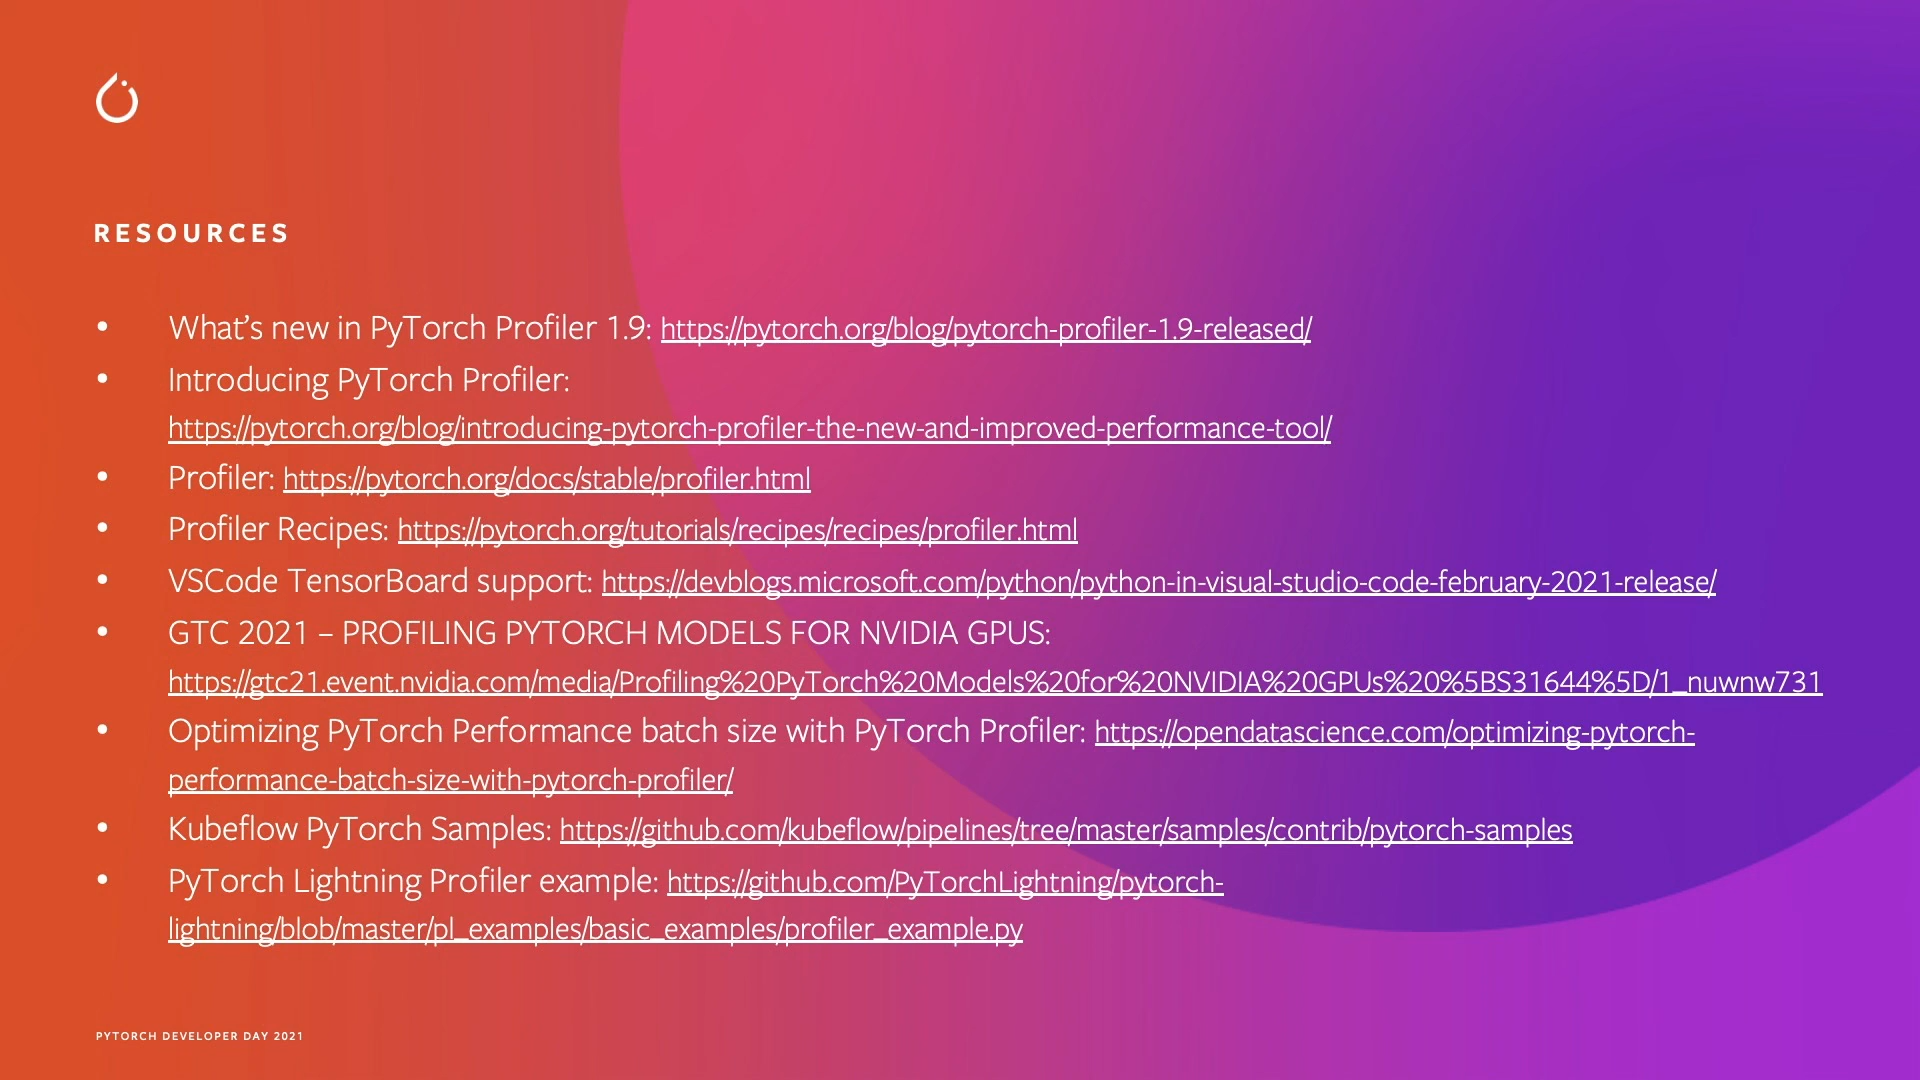 RESOURCES
• What’s new in PyTorch Profiler 1.9: https://pytorch.org/blog/pytorch-profiler-1.9-released/
• Introducing PyTorch Profiler:
https://pytorch.org/blog/introducing-pytorch-profiler-the-new-and-improved-performance-tool/
• Profiler: https://pytorch.org/docs/stable/profiler.html
• Profiler Recipes: https://pytorch.org/tutorials/recipes/recipes/profiler.html
• VSCode TensorBoard support: https://devblogs.microsoft.com/python/python-in-visual-studio-code-february-2021-release/
• GTC 2021 – PROFILING PYTORCH MODELS FOR NVIDIA GPUS:
https://gtc21.event.nvidia.com/media/Profiling%20PyTorch%20Models%20for%20NVIDIA%20GPUs%20%5BS31644%5D/1_nuwnw731
• Optimizing PyTorch Performance batch size with PyTorch Profiler: https://opendatascience.com/optimizing-pytorch-
performance-batch-size-with-pytorch-profiler/
• Kubeflow PyTorch Samples: https://github.com/kubeflow/pipelines/tree/master/samples/contrib/pytorch-samples
• PyTorch Lightning Profiler example: https://github.com/PyTorchLightning/pytorch-
lightning/blob/master/pl_examples/basic_examples/profiler_example.py
PYTORCH DEVELOPER DAY 2021